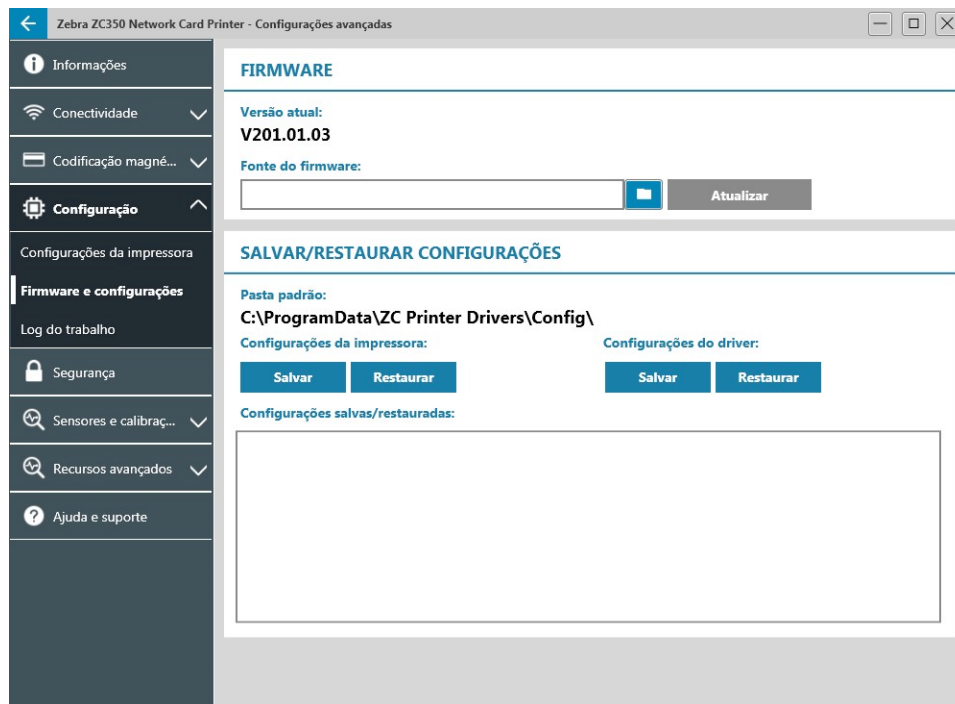 Zebra ZC350 Network Card Printer - Configurações avançadas
Informações
Conectividade
Codificação magné...
Configuração
Configurações da impressora
Firmware e configurações
Log do trabalho
Segurança
Sensores e calibraç...
Recursos avançados
Ajuda e suporte
FIRMWARE
Versão atual:
V201.01.03
Fonte do firmware:
Atualizar
SALVAR/RESTAURAR CONFIGURAÇÕES
Pasta padrão:
C:\ProgramData\ZC Printer Drivers\Config\
Configurações da impressora: Configurações do driver:
Salvar Restaurar Salvar Restaurar
Configurações salvas/restauradas: